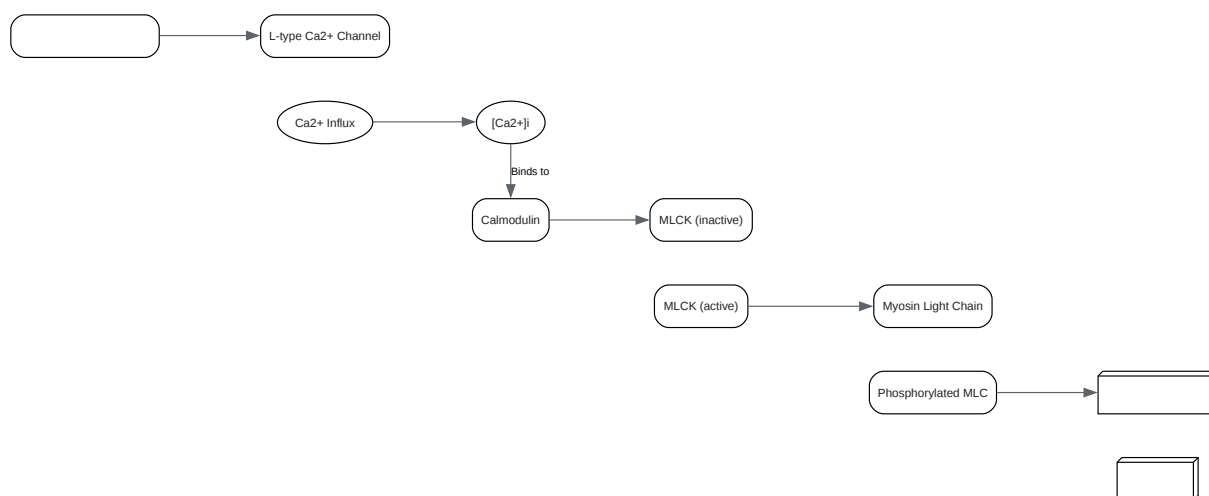 L-type Ca2+ Channel
Ca2+ Influx
[Ca2+]i
Binds to
Calmodulin
MLCK (inactive)
MLCK (active)
Myosin Light Chain
Phosphorylated MLC